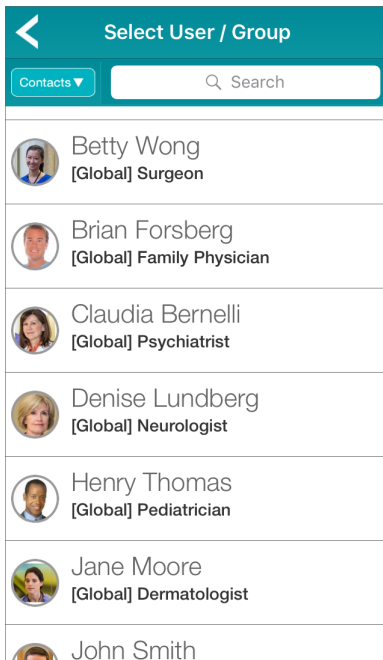 Select User / Group
Contacts▼
Search
Betty Wong
[Global] Surgeon
Brian Forsberg
[Global] Family Physician
Claudia Bernelli
[Global] Psychiatrist
Denise Lundberg
[Global] Neurologist
Henry Thomas
[Global] Pediatrician
Jane Moore
[Global] Dermatologist
John Smith